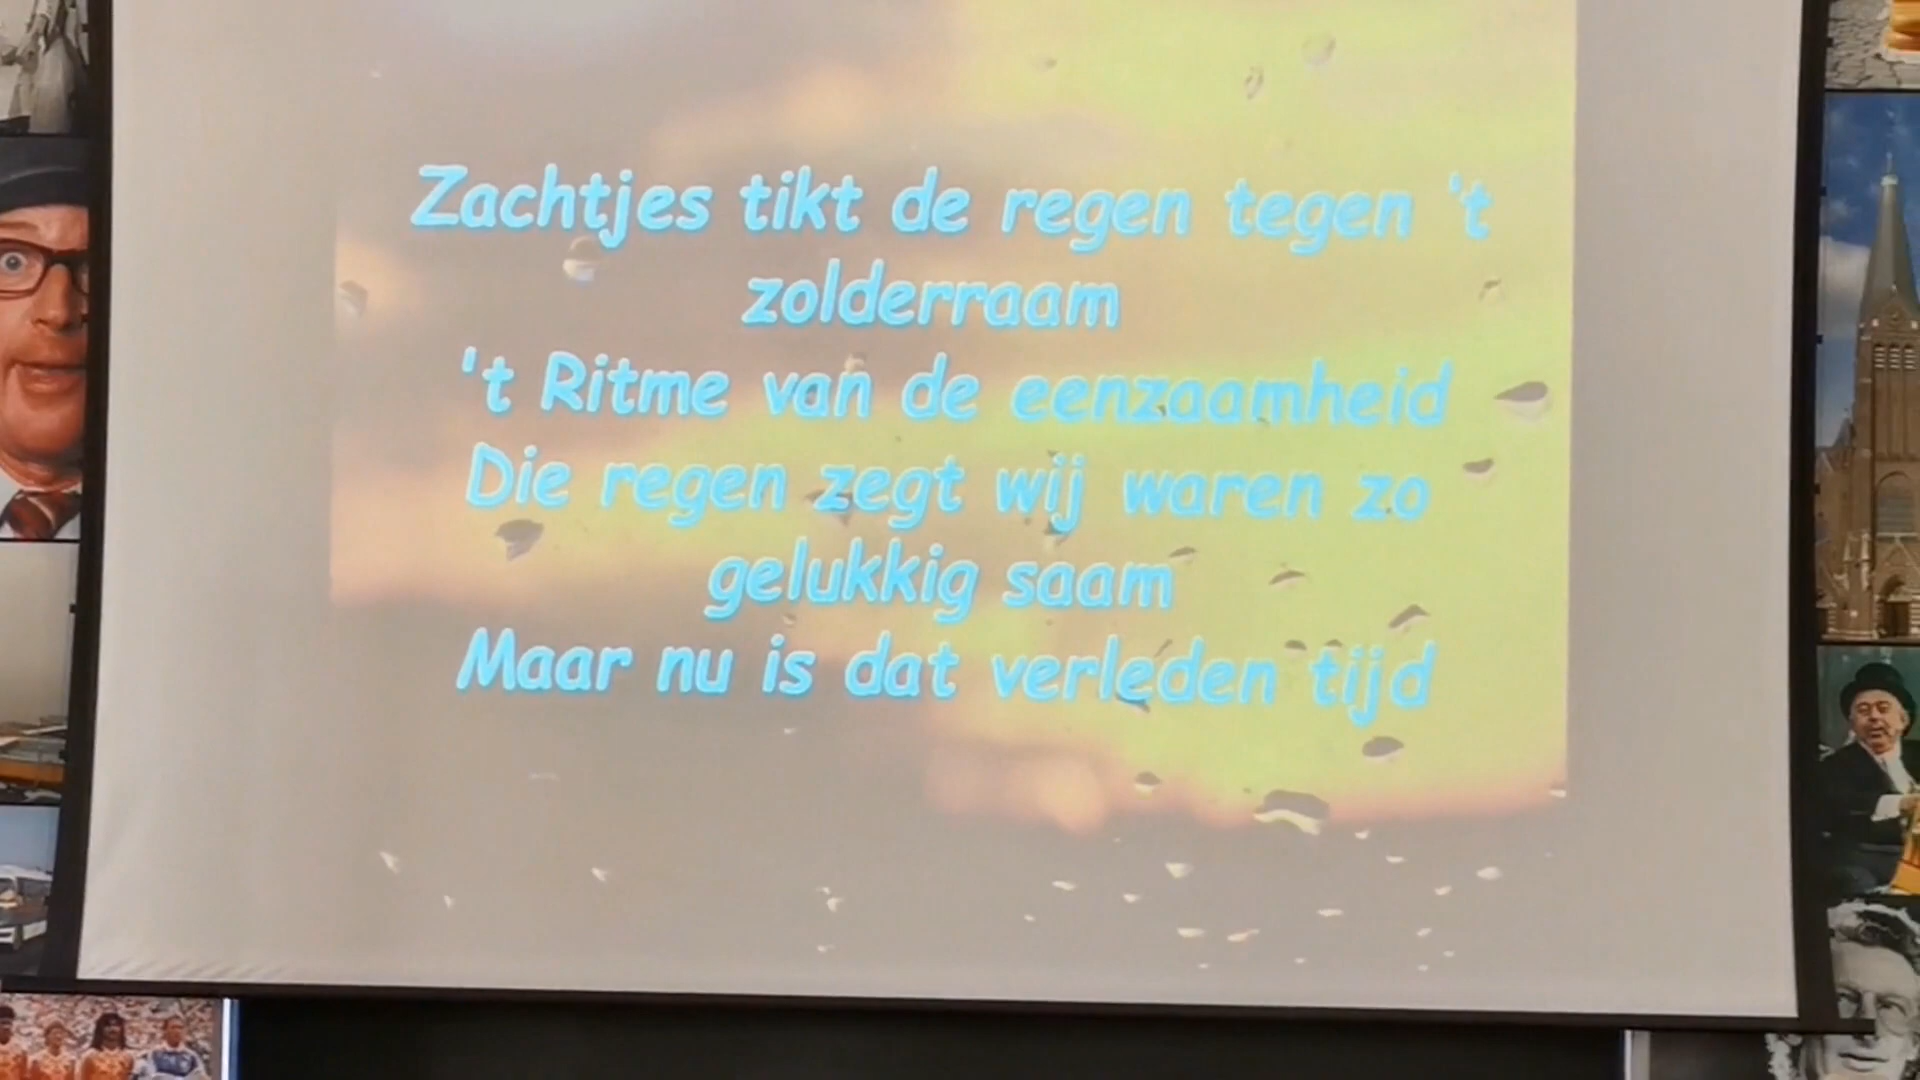 Zachtjes tikt de regen tegen 't
zolderraam
't Ritme van de eenzaamheid
Die regen zegt wij waren zo
gelukkig saam
Maar nu is dat verleden tijd